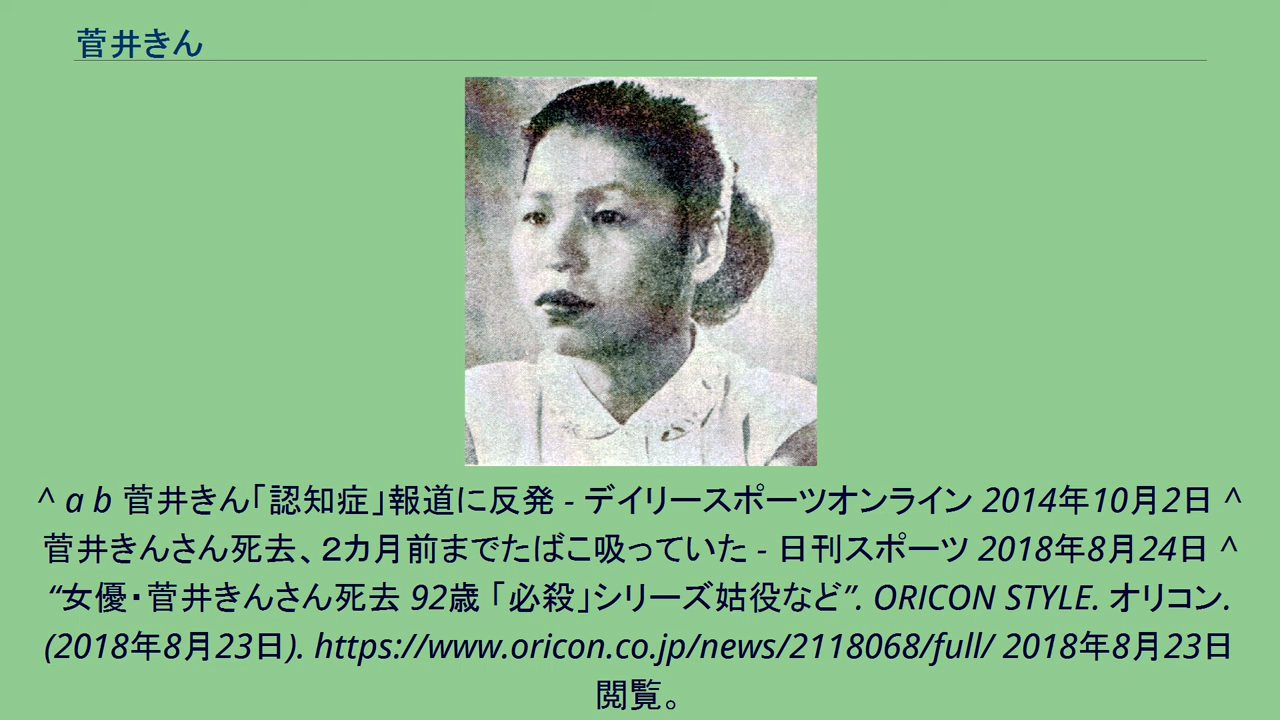 菅井きん
^ a b 菅井きん「認知症」報道に反発 - デイリースポーツオンライン 2014年10月2日 ^
菅井きんさん死去、２カ月前までたばこ吸っていた - 日刊スポーツ 2018年8月24日 ^
“女優・菅井きんさん死去 92歳 「必殺」シリーズ姑役など”. ORICON STYLE. オリコン.
(2018年8月23日). https://www.oricon.co.jp/news/2118068/full/ 2018年8月23日
閲覧。